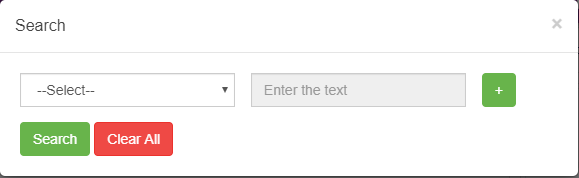 Search ×
--Select-- Enter the text +
Search Clear All